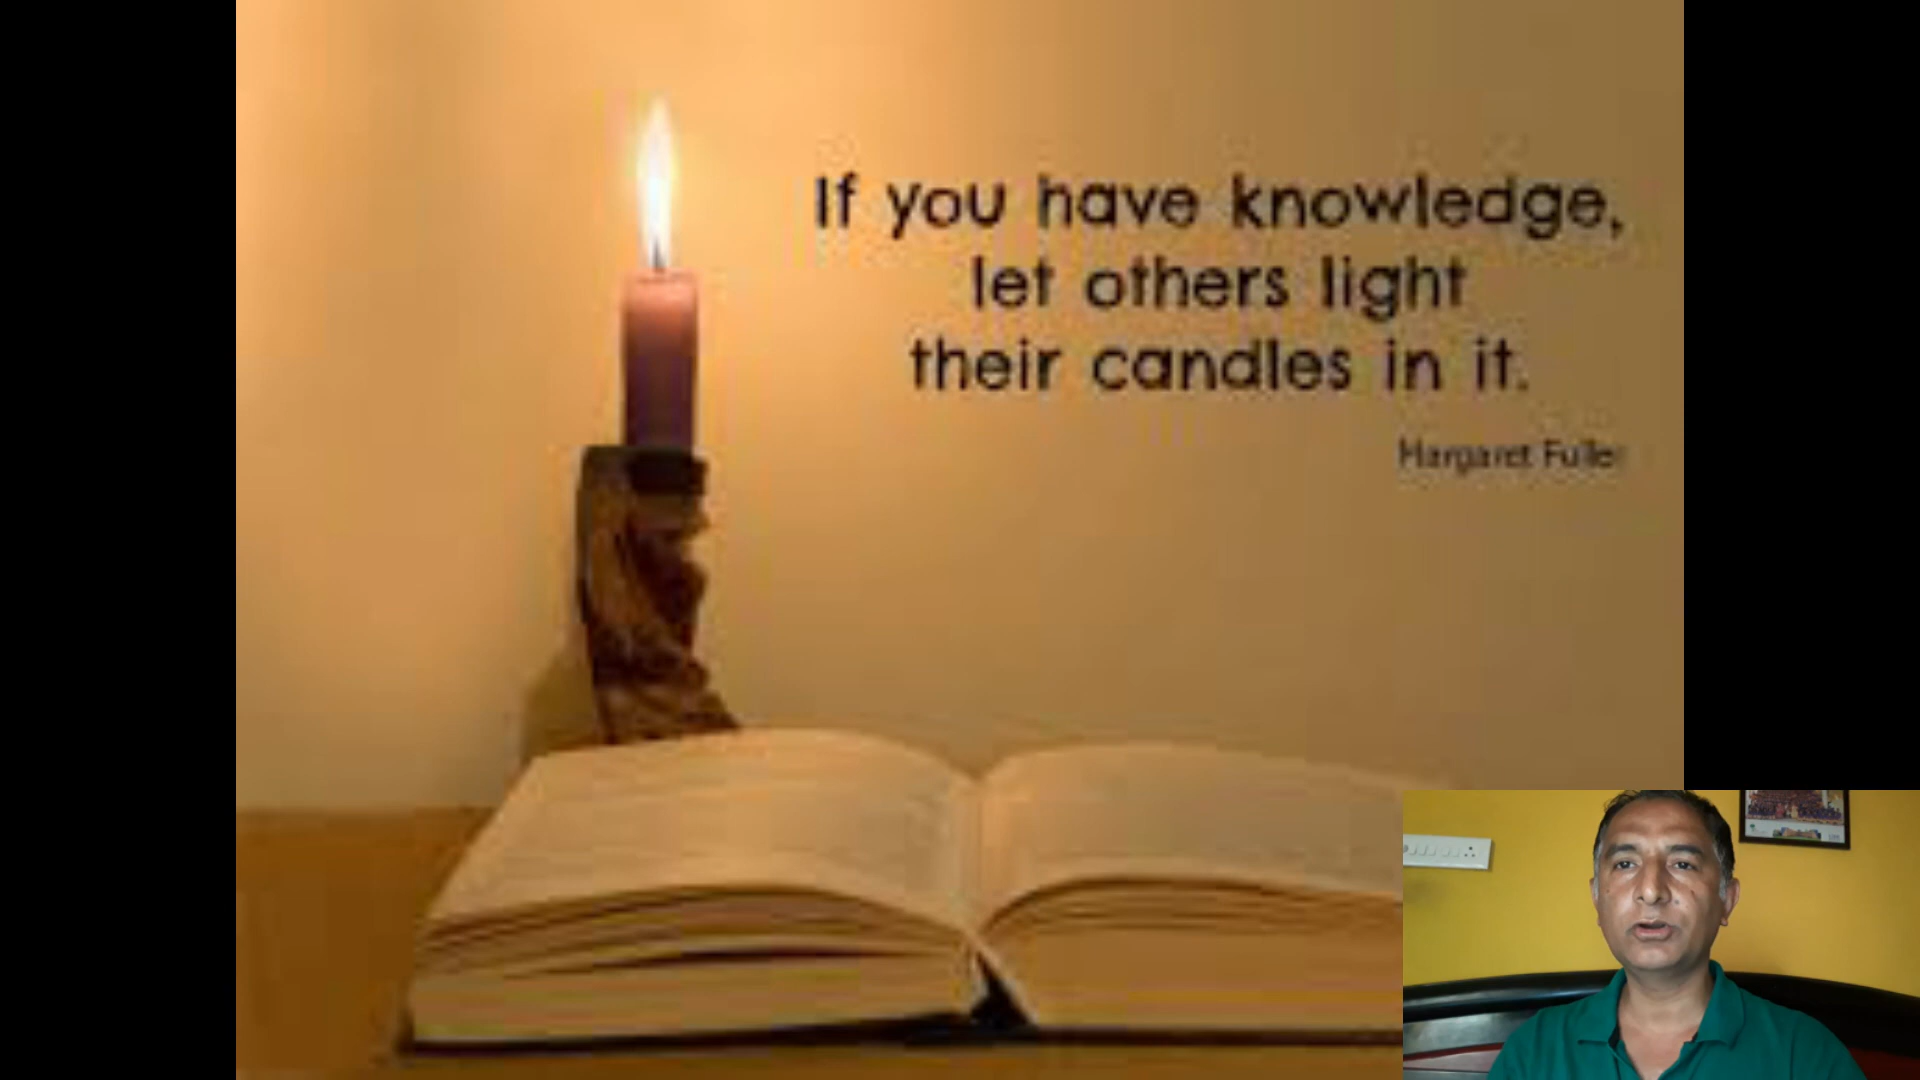 If you have knowledge,
let others light
their candles in it.
Margaret Fuller